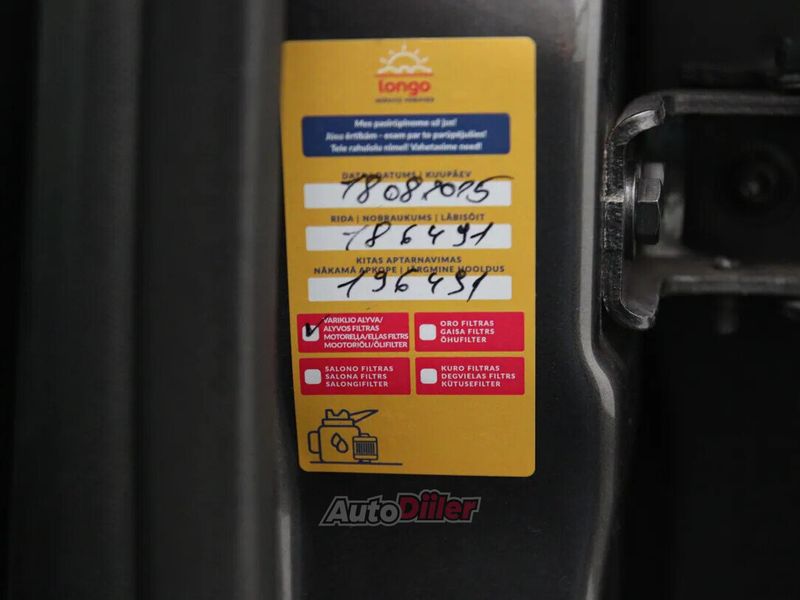 longo
SERVICE VERIFIED
Mes pasirūpinome už jus!
Jūsu ērtībām - esam par to parūpējušies!
Teie rahulolu nimel! Vahetasime need!
DATA | DATUMS | KUUPÄEV
18082025
RIDA | NOBRAUKUMS | LÄBISÕIT
186491
KITAS APTARNAVIMAS
NĀKAMĀ APKOPE | JÄRGMINE HOOLDUS
196491
VARIKLIO ALYVA/
ALYVOS FILTRAS
MOTOREĻĻA/EĻĻAS FILTRS
MOOTORIÕLI/ÕLIFILTER
ORO FILTRAS
GAISA FILTRS
ÕHUFILTER
SALONO FILTRAS
SALONA FILTRS
SALONGIFILTER
KURO FILTRAS
DEGVIELAS FILTRS
KÜTUSEFILTER
AutoDiiler